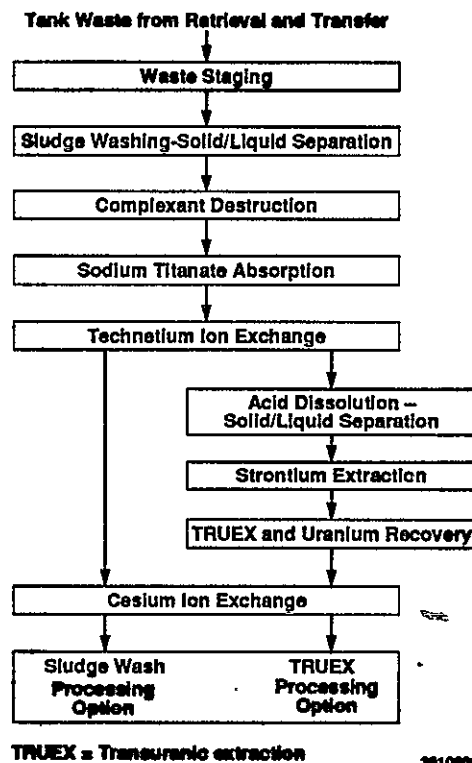 Tank Waste from Retrieval and Transfer
Waste Staging
Sludge Washing-Solid/Liquid Separation
Complexant Destruction
Sodium Titanate Absorption
Technetium Ion Exchange
Acid Dissolution –
Solid/Liquid Separation
Strontium Extraction
TRUEX and Uranium Recovery
Cesium Ion Exchange
Sludge Wash
Processing
Option
TRUEX
Processing
Option
TRUEX = Transuranic extraction